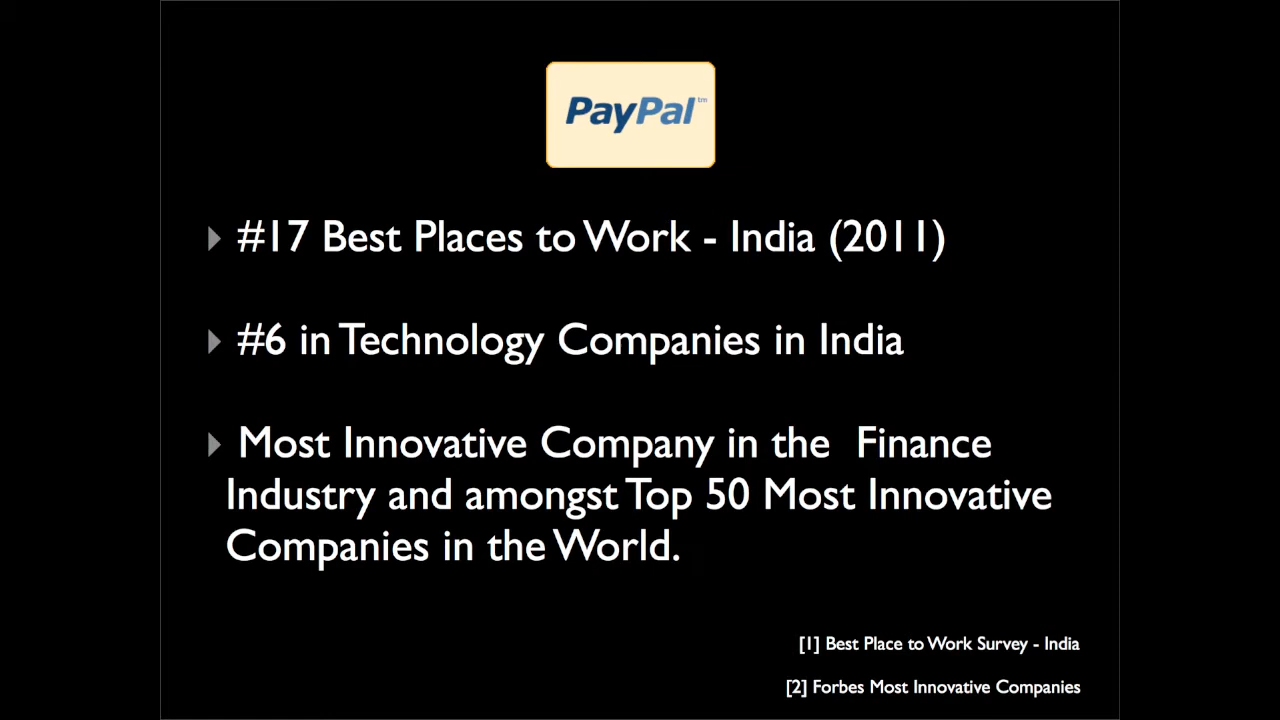 PayPal tm
#17 Best Places to Work - India (2011)
#6 in Technology Companies in India
Most Innovative Company in the Finance
Industry and amongst Top 50 Most Innovative
Companies in the World.
[1] Best Place to Work Survey - India
[2] Forbes Most Innovative Companies